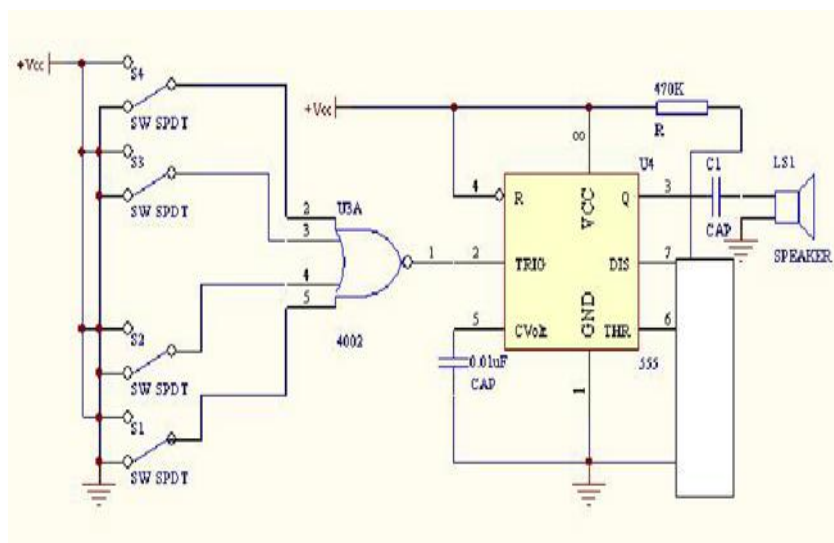 +Vcc
S4
SW SPDT
S3
SW SPDT
S2
SW SPDT
S1
SW SPDT
2
3
4
5
U3A
1
4002
+Vcc
470K
R
8
U4
4
R
VCC
Q
3
C1
CAP
LS1
SPEAKER
2
TRIG
DIS
7
5
CVolt
GND
THR
6
0.01uF
CAP
1
555